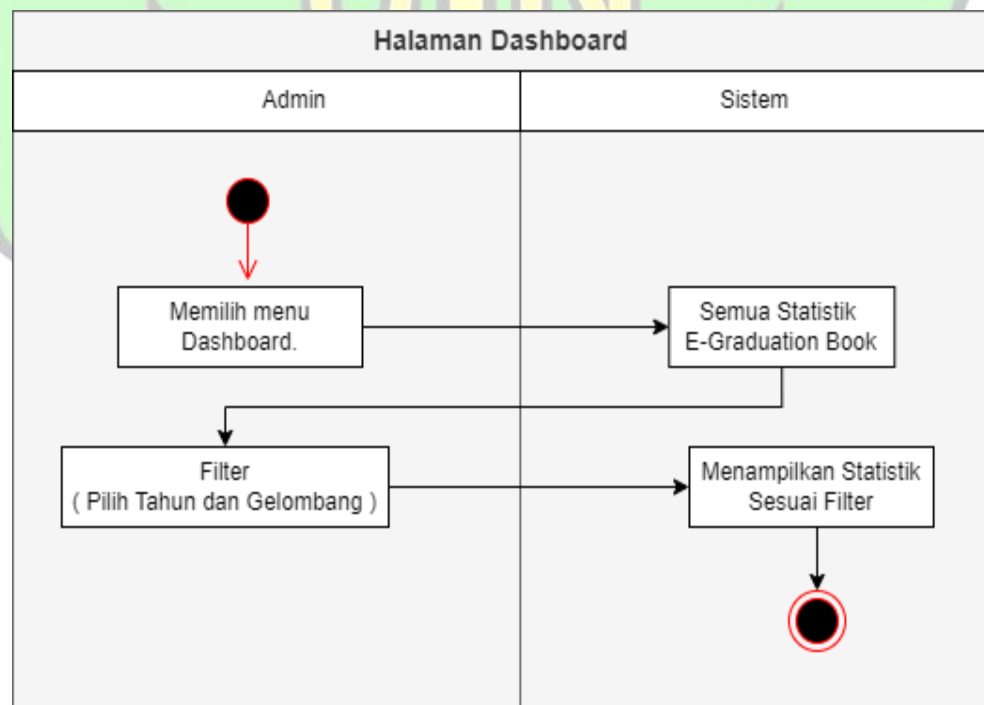 Halaman Dashboard
Admin
Sistem
Memilih menu
Dashboard.
Semua Statistik
E-Graduation Book
Filter
( Pilih Tahun dan Gelombang )
Menampilkan Statistik
Sesuai Filter